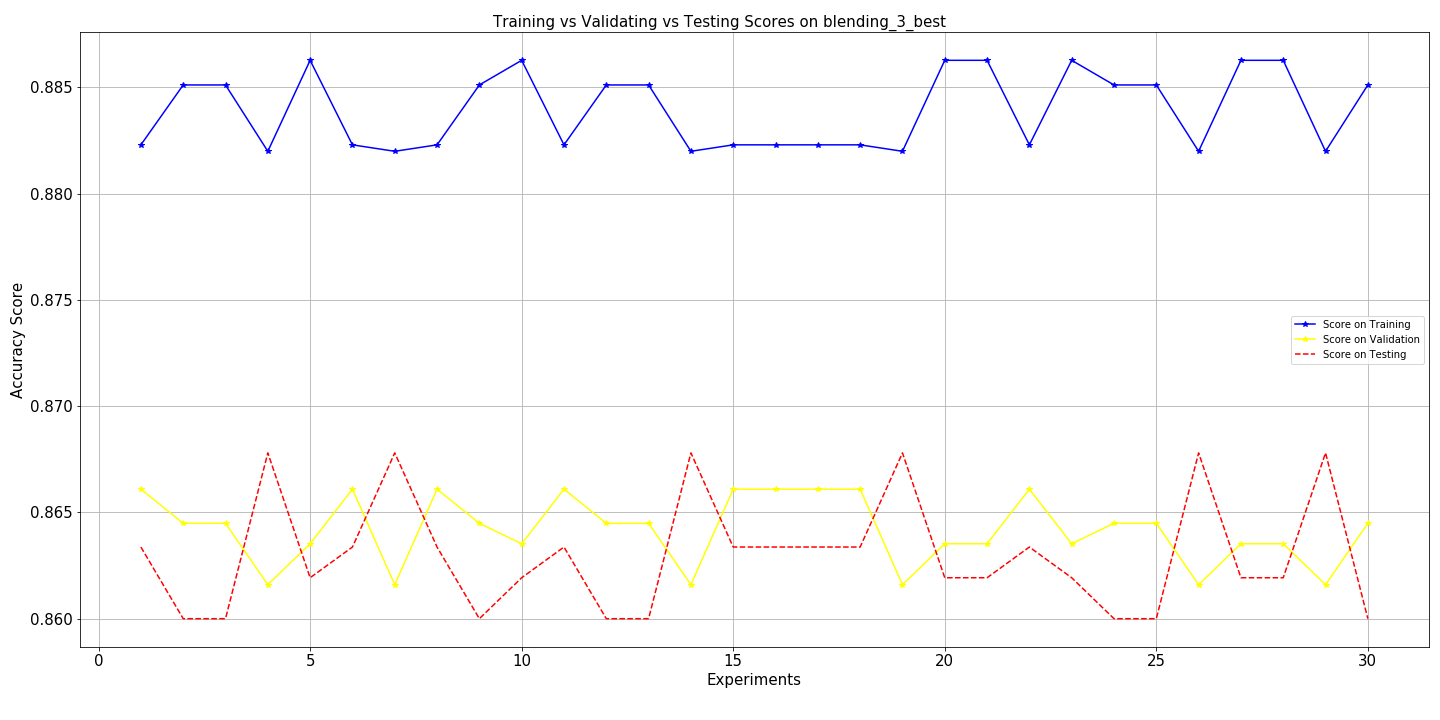 Training vs Validating vs Testing Scores on blending_3_best
Accuracy Score
0.885
0.880
0.875
0.870
0.865
0.860
Score on Training
Score on Validation
Score on Testing
0 5 10 15 20 25 30
Experiments